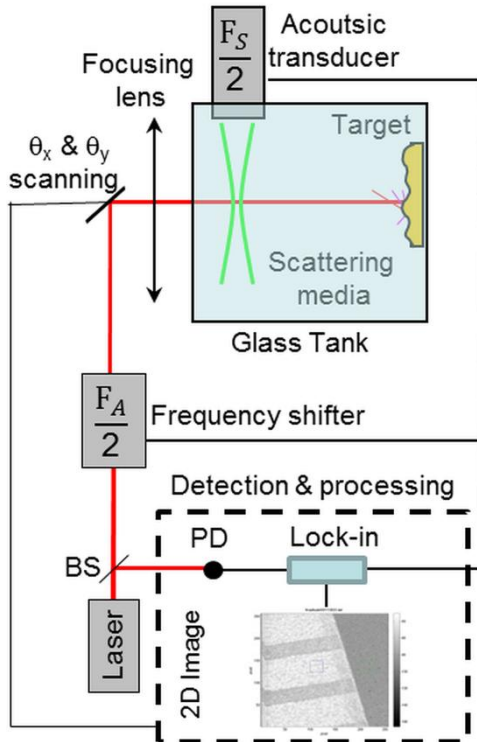 F_S
2
Acoutsic
transducer
Focusing
lens
Target
θx & θy
scanning
Scattering
media
Glass Tank
F_A
2
Frequency shifter
Detection & processing
PD
Lock-in
BS
Laser
2D Image